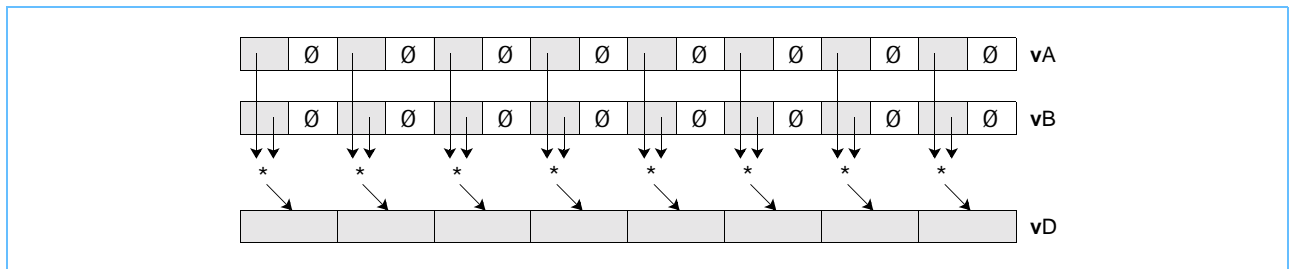 Ø Ø Ø Ø Ø Ø Ø Ø vA
Ø Ø Ø Ø Ø Ø Ø Ø vB
* * * * * * * *
vD